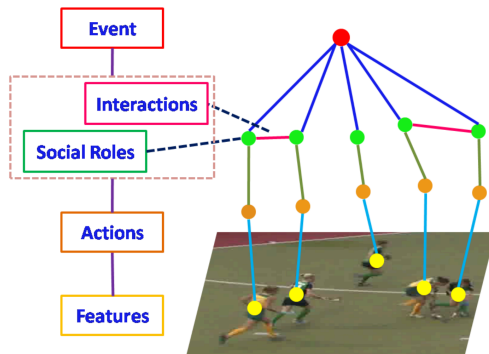 Event
Interactions
Social Roles
Actions
Features